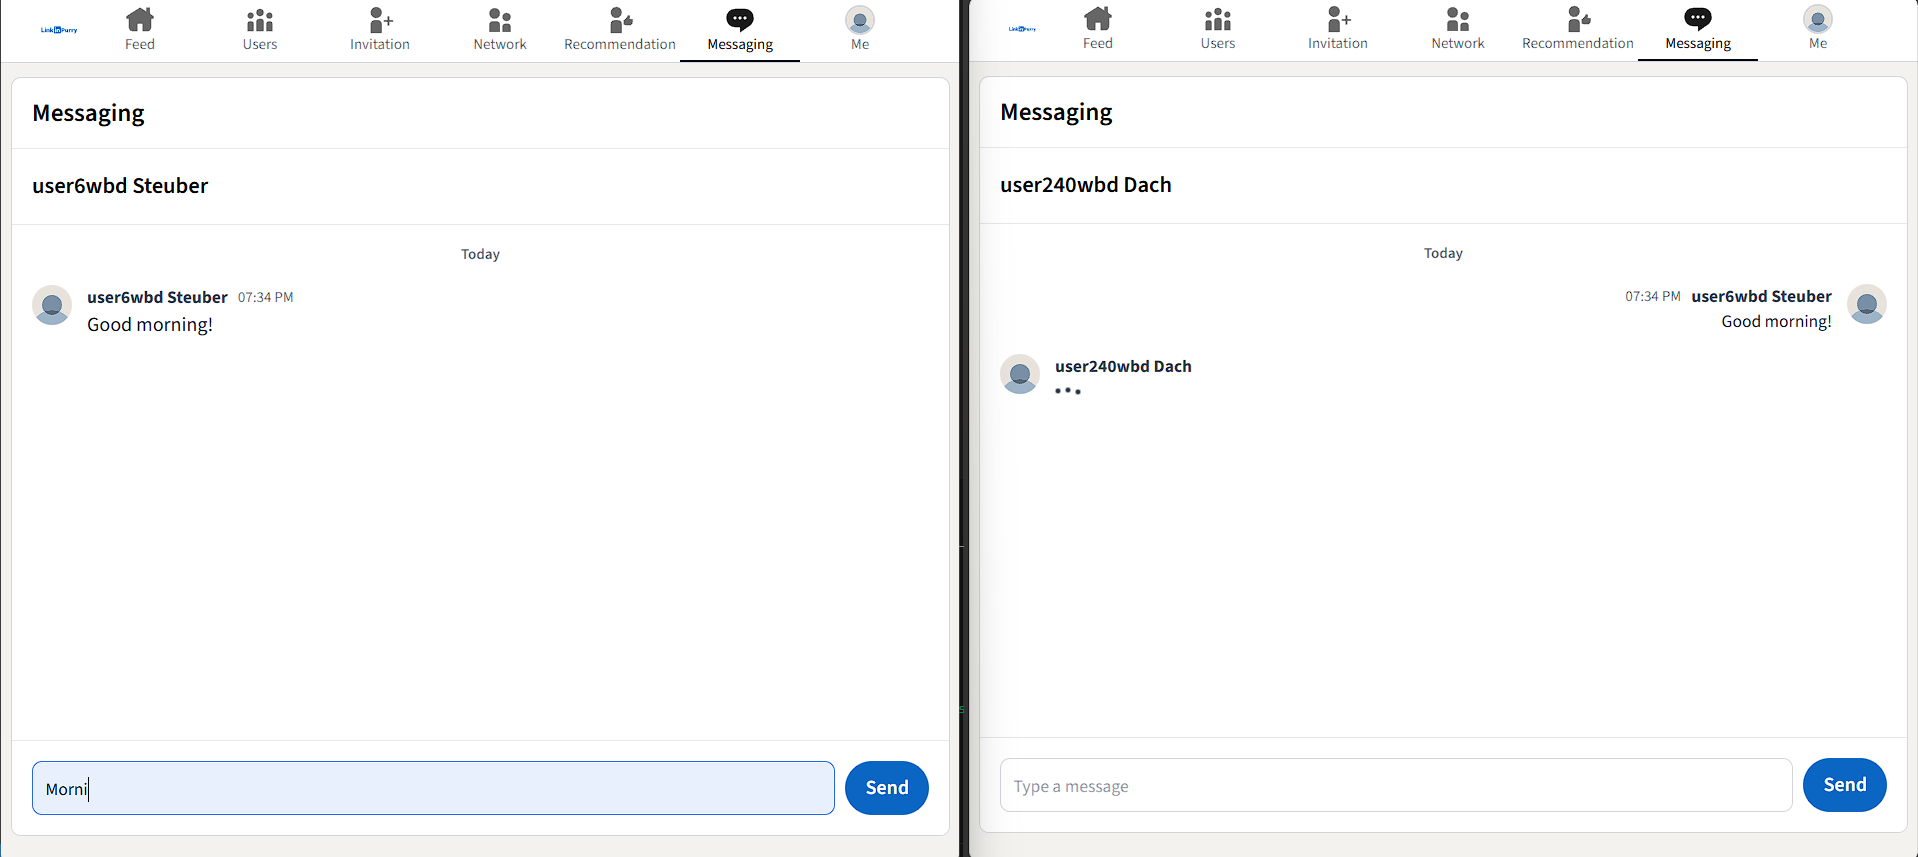 LinkInPurry
Feed
Users
Invitation
Network
Recommendation
Messaging
Me
Messaging
user6wbd Steuber
Today
user6wbd Steuber 07:34 PM
Good morning!
Morni
Send
LinkInPurry
Feed
Users
Invitation
Network
Recommendation
Messaging
Me
Messaging
user240wbd Dach
Today
07:34 PM user6wbd Steuber
Good morning!
user240wbd Dach
Type a message
Send